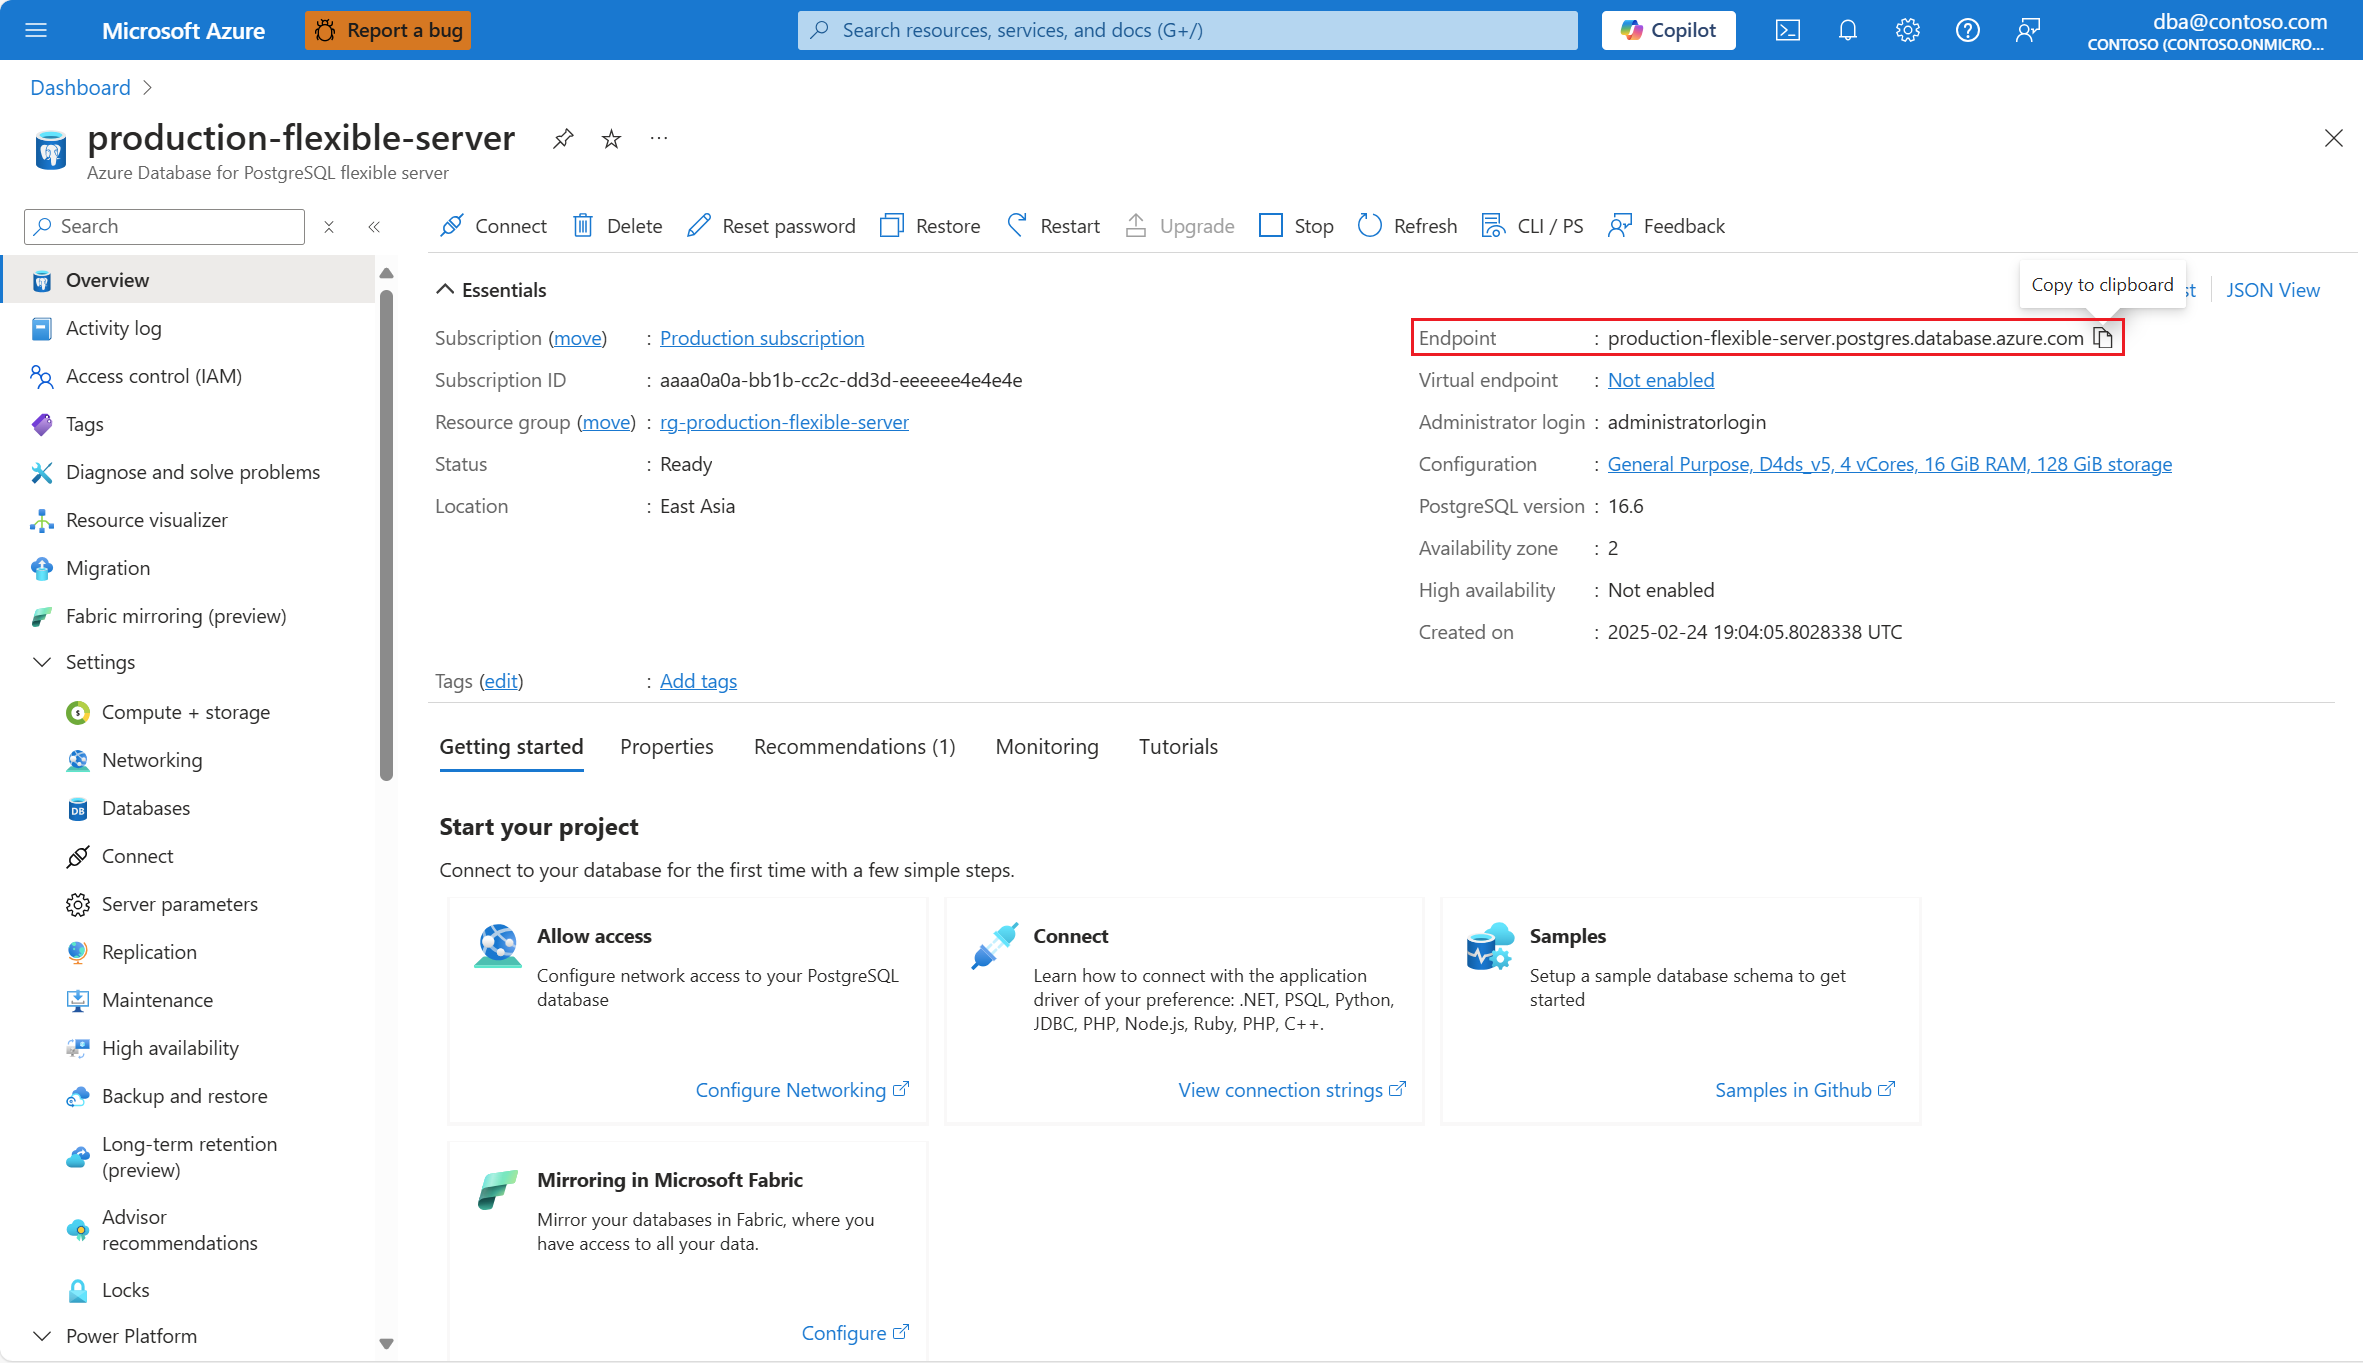 Microsoft Azure
Report a bug
Search resources, services, and docs (G+/)
Copilot
dba@contoso.com
CONTOSO (CONTOSO.ONMICRO...
Dashboard
production-flexible-server
Azure Database for PostgreSQL flexible server
Search
Connect
Delete
Reset password
Restore
Restart
Upgrade
Stop
Refresh
CLI / PS
Feedback
Overview
Activity log
Access control (IAM)
Tags
Diagnose and solve problems
Resource visualizer
Migration
Fabric mirroring (preview)
Settings
Compute + storage
Networking
Databases
Connect
Server parameters
Replication
Maintenance
High availability
Backup and restore
Long-term retention
(preview)
Advisor
recommendations
Locks
Power Platform
Essentials
Copy to clipboard
JSON View
Subscription (move) : Production subscription
Subscription ID : aaaa0a0a-bb1b-cc2c-dd3d-eeeeee4e4e4e
Resource group (move) : rg-production-flexible-server
Status : Ready
Location : East Asia
Endpoint : production-flexible-server.postgres.database.azure.com
Virtual endpoint : Not enabled
Administrator login : administratorlogin
Configuration : General Purpose, D4ds_v5, 4 vCores, 16 GiB RAM, 128 GiB storage
PostgreSQL version : 16.6
Availability zone : 2
High availability : Not enabled
Created on : 2025-02-24 19:04:05.8028338 UTC
Tags (edit) : Add tags
Getting started
Properties
Recommendations (1)
Monitoring
Tutorials
Start your project
Connect to your database for the first time with a few simple steps.
Allow access
Configure network access to your PostgreSQL
database
Configure Networking
Connect
Learn how to connect with the application
driver of your preference: .NET, PSQL, Python,
JDBC, PHP, Node.js, Ruby, PHP, C++.
View connection strings
Samples
Setup a sample database schema to get
started
Samples in Github
Mirroring in Microsoft Fabric
Mirror your databases in Fabric, where you
have access to all your data.
Configure